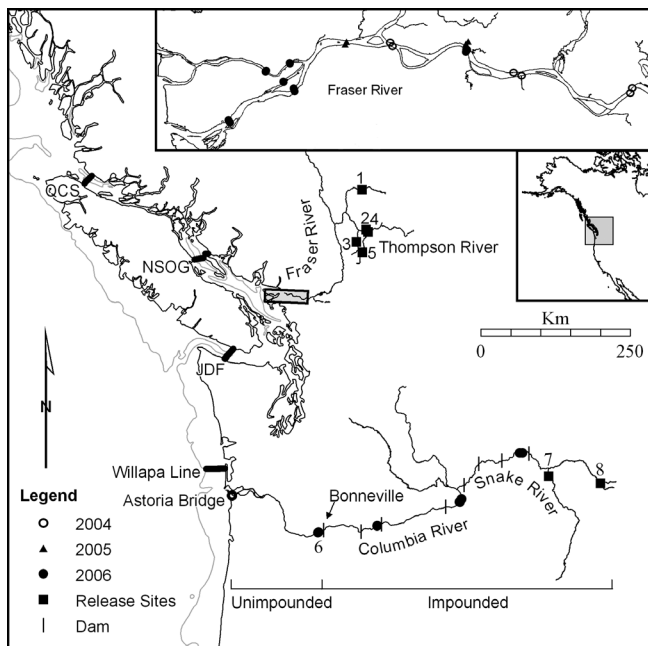 Fraser River
QCS
NSOG
JDF
Fraser River
1
24
3
5
Thompson River
Km
0
250
N
Willapa Line
Astoria Bridge
Bonneville
6
Columbia River
Snake River
7
8
Legend
2004
2005
2006
Release Sites
Dam
Unimpounded
Impounded